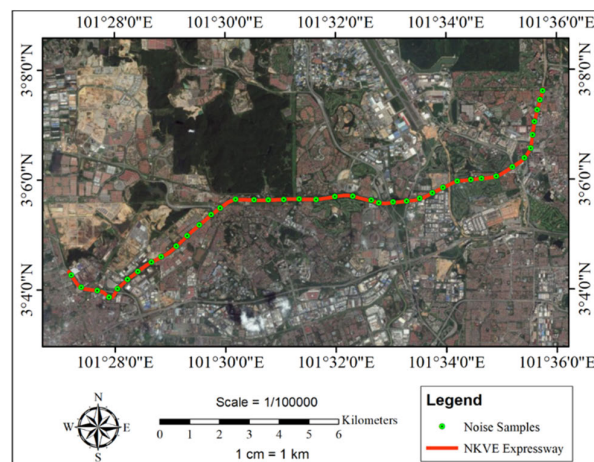 101°28'0"E 101°30'0"E 101°32'0"E 101°34'0"E 101°36'0"E
3°8'0"N 3°8'0"N
3°6'0"N 3°6'0"N
3°4'0"N 3°4'0"N
101°28'0"E 101°30'0"E 101°32'0"E 101°34'0"E 101°36'0"E
N
W E
S
Scale = 1/100000
Kilometers
0 1 2 3 4 5 6
1 cm = 1 km
Legend
Noise Samples
NKVE Expressway